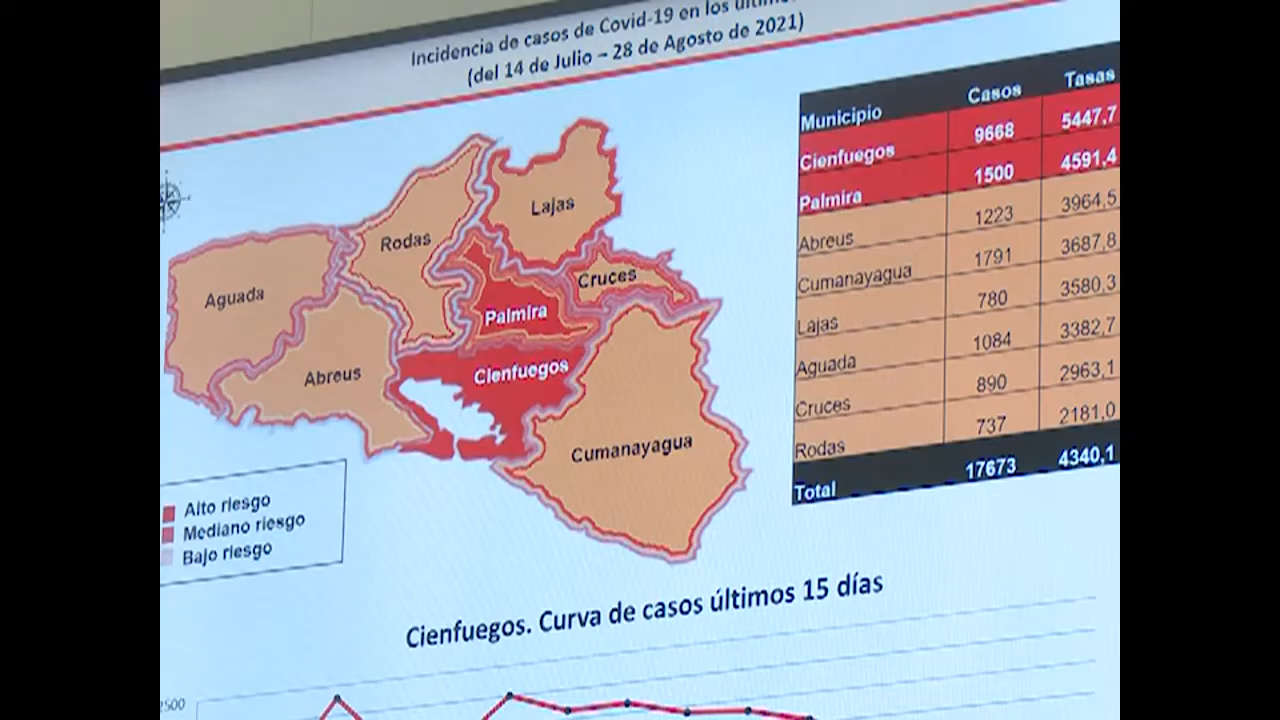 Incidencia de casos de Covid-19 en los
(del 14 de Julio – 28 de Agosto de 2021)
Municipio Casos Tasas
Cienfuegos 9668 5447,7
Palmira 1500 4591,4
Abreus 1223 3964,5
Cumanayagua 1791 3687,8
Lajas 780 3580,3
Aguada 1084 3382,7
Cruces 890 2963,1
Rodas 737 2181,0
Total 17673 4340,1
Lajas
Rodas
Cruces
Aguada
Palmira
Abreus
Cienfuegos
Cumanayagua
Alto riesgo
Mediano riesgo
Bajo riesgo
Cienfuegos. Curva de casos últimos 15 días